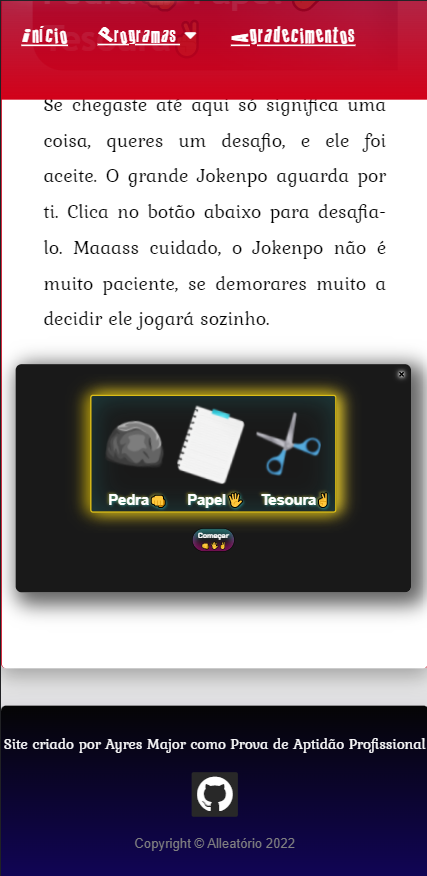 Início Programas Agradecimentos
Se chegaste até aqui só significa uma
coisa, queres um desafio, e ele foi
aceite. O grande Jokenpo aguarda por
ti. Clica no botão abaixo para desafia-
lo. Maaass cuidado, o Jokenpo não é
muito paciente, se demorares muito a
decidir ele jogará sozinho.
Pedra👊 Papel🖐 Tesoura✌
Começar
👊🖐✌
Site criado por Ayres Major como Prova de Aptidão Profissional
Copyright © Alleatório 2022